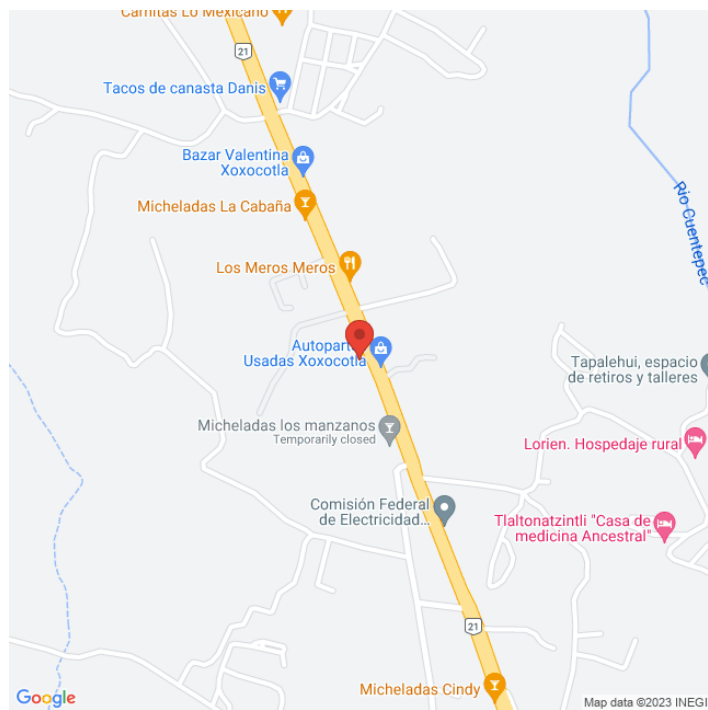 Carnitas Lo Mexicano
21
Tacos de canasta Danis
Bazar Valentina
Xoxocotla
Micheladas La Cabaña
Rio Cuentepec
Los Meros Meros
Autopartes
Usadas Xoxocotla
Tapalehui, espacio
de retiros y talleres
Micheladas los manzanos
Temporarily closed
Lorien. Hospedaje rural
Comisión Federal
de Electricidad...
Tlaltonatzintli "Casa de
medicina Ancestral"
21
Micheladas Cindy
Google
Map data ©2023 INEGI